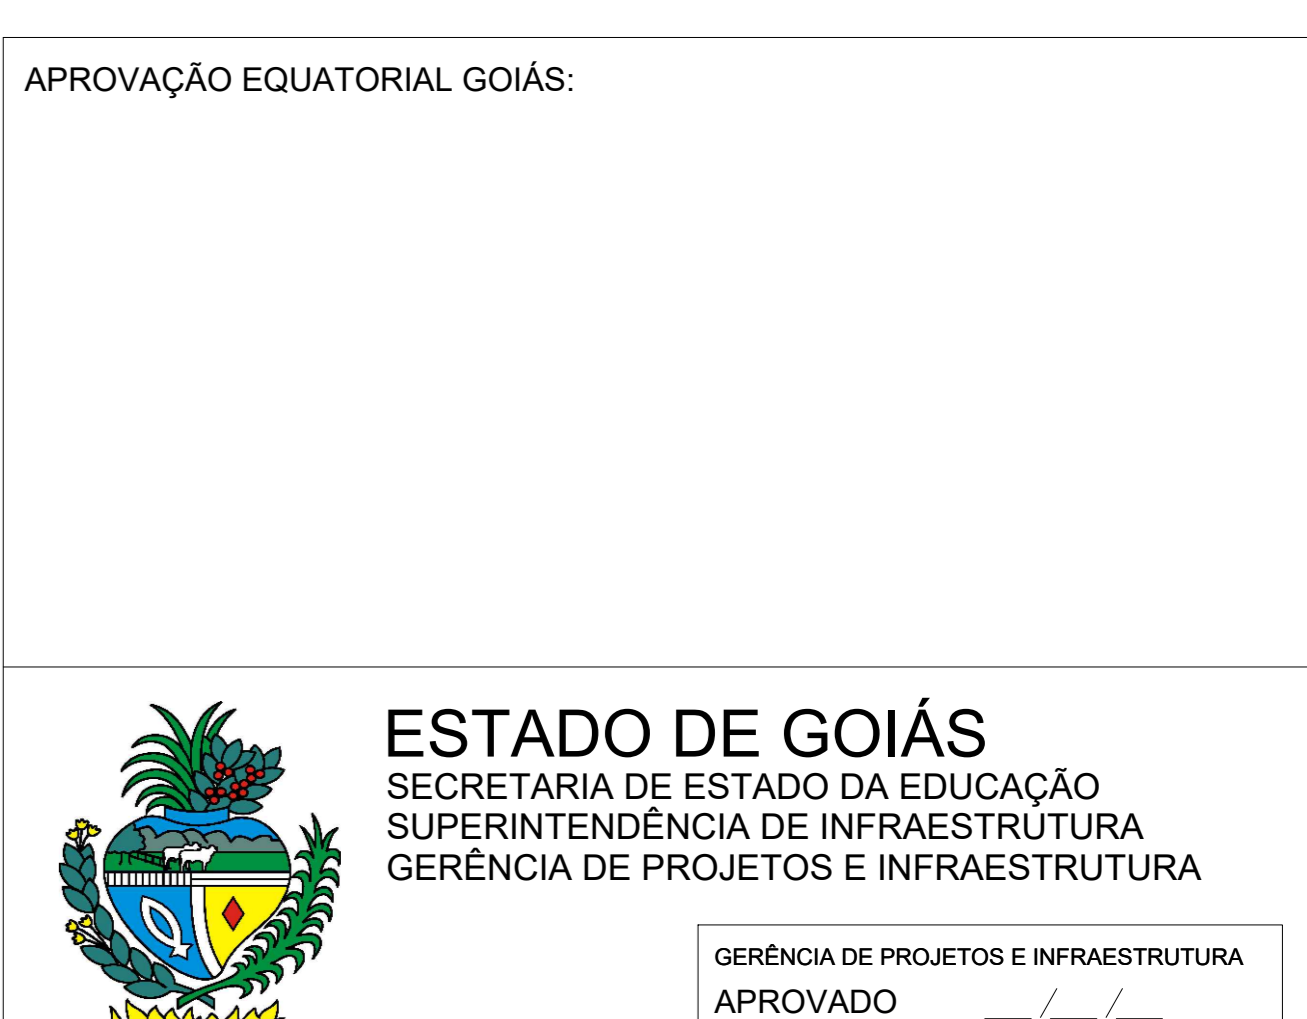 APROVAÇÃO EQUATORIAL GOIÁS:
ESTADO DE GOIÁS
SECRETARIA DE ESTADO DA EDUCAÇÃO
SUPERINTENDÊNCIA DE INFRAESTRUTURA
GERÊNCIA DE PROJETOS E INFRAESTRUTURA
GERÊNCIA DE PROJETOS E INFRAESTRUTURA
APROVADO ___/___/___